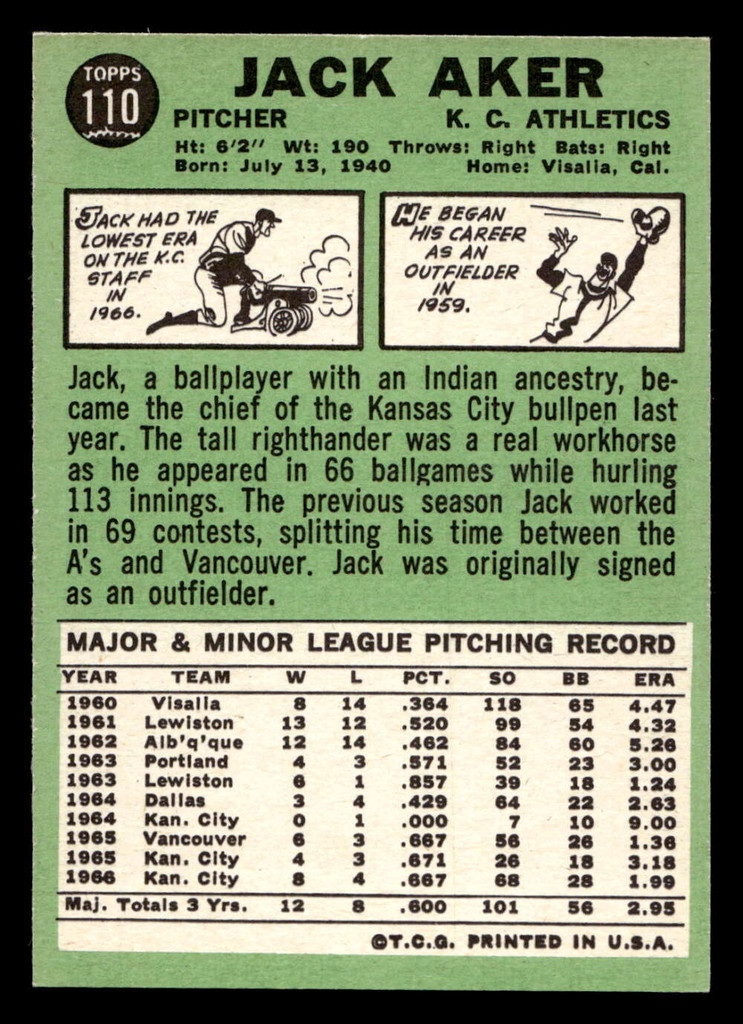 TOPPS
110
JACK AKER
PITCHER K. C. ATHLETICS
Ht: 6'2" Wt: 190 Throws: Right Bats: Right
Born: July 13, 1940 Home: Visalia, Cal.
JACK HAD THE
LOWEST ERA
ON THE K.C.
STAFF
IN
1966.
HE BEGAN
HIS CAREER
AS AN
OUTFIELDER
IN
1959.
Jack, a ballplayer with an Indian ancestry, be-
came the chief of the Kansas City bullpen last
year. The tall righthander was a real workhorse
as he appeared in 66 ballgames while hurling
113 innings. The previous season Jack worked
in 69 contests, splitting his time between the
A's and Vancouver. Jack was originally signed
as an outfielder.
MAJOR & MINOR LEAGUE PITCHING RECORD
YEAR TEAM W L PCT. SO BB ERA
1960 Visalia 8 14 .364 118 65 4.47
1961 Lewiston 13 12 .520 99 54 4.32
1962 Alb'q'que 12 14 .462 84 60 5.26
1963 Portland 4 3 .571 52 23 3.00
1963 Lewiston 6 1 .857 39 18 1.24
1964 Dallas 3 4 .429 64 22 2.63
1964 Kan. City 0 1 .000 7 10 9.00
1965 Vancouver 6 3 .667 56 26 1.36
1965 Kan. City 4 3 .671 26 18 3.18
1966 Kan. City 8 4 .667 68 28 1.99
Maj. Totals 3 Yrs. 12 8 .600 101 56 2.95
©T.C.G. PRINTED IN U.S.A.